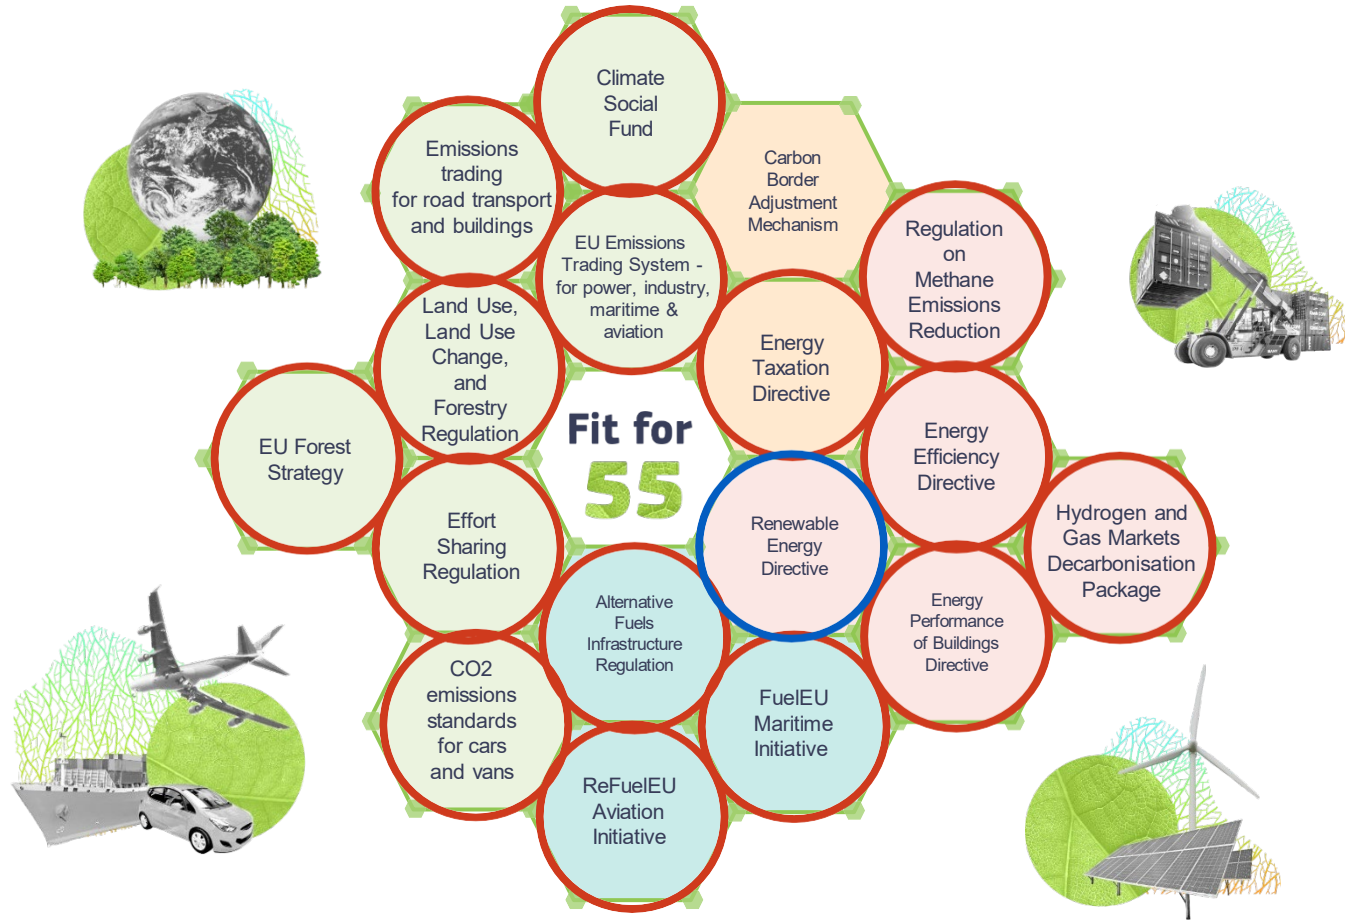 Climate
Social
Fund
Emissions
trading
for road transport
and buildings
Carbon
Border
Adjustment
Mechanism
EU Emissions
Trading System -
for power, industry,
maritime &
aviation
Regulation
on
Methane
Emissions
Reduction
Land Use,
Land Use
Change,
and
Forestry
Regulation
Energy
Taxation
Directive
EU Forest
Strategy
Fit for
55
Energy
Efficiency
Directive
Effort
Sharing
Regulation
Renewable
Energy
Directive
Hydrogen and
Gas Markets
Decarbonisation
Package
Alternative
Fuels
Infrastructure
Regulation
Energy
Performance
of Buildings
Directive
CO2
emissions
standards
for cars
and vans
FuelEU
Maritime
Initiative
ReFuelEU
Aviation
Initiative